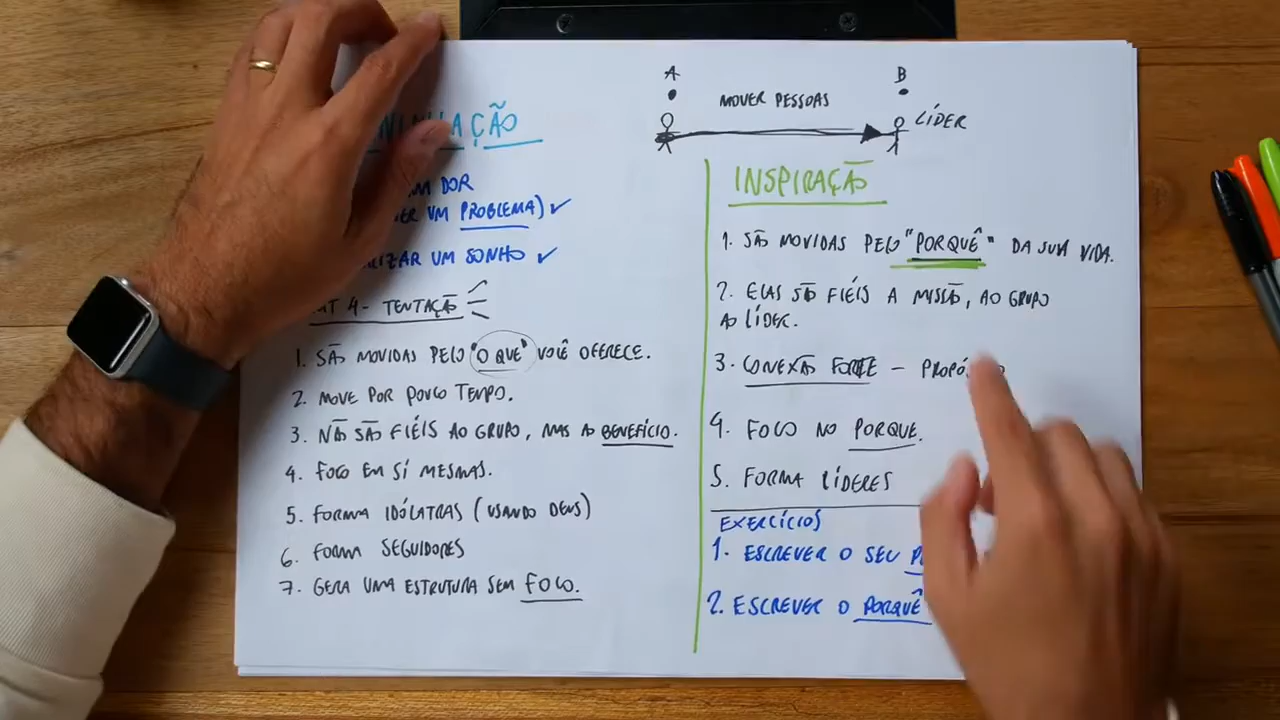 A
B
MOVER PESSOAS
LÍDER
AÇÃO
DOR
UM PROBLEMA) ✓
UM SONHO ✓
4 - TENTAÇÃO
1. SÃO MOVIDAS PELO "O QUE" VOCÊ OFERECE.
2. MOVE POR POUCO TEMPO.
3. NÃO SÃO FIÉIS AO GRUPO, MAS AO BENEFÍCIO.
4. FOCO EM SÍ MESMAS.
5. FORMA IDÓLATRAS (USANDO DEUS)
6. FORMA SEGUIDORES
7. GERA UMA ESTRUTURA SEM FOCO.
INSPIRAÇÃO
1. SÃO MOVIDAS PELO "PORQUÊ" DA SUA VIDA.
2. ELAS SÃO FIÉIS A MISSÃO, AO GRUPO
AO LÍDER.
3. CONEXÃO FORTE -
4. FOCO NO PORQUE.
5. FORMA LÍDERES
EXERCÍCIOS
1. ESCREVER O SEU
2. ESCREVER O PORQUÊ